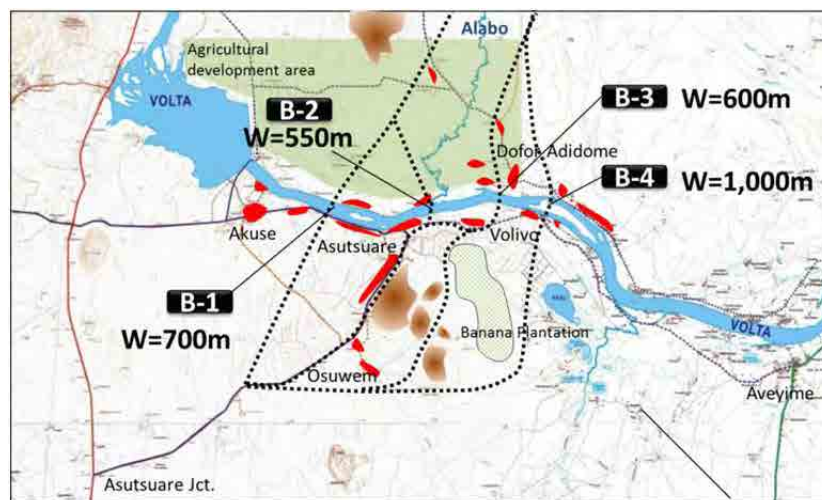 Alabo
Agricultural
development area
VOLTA
B-2
W=550m
B-3
W=600m
Dofor Adidome
B-4
W=1,000m
Akuse
Asutsuare
Volivo
B-1
W=700m
Banana Plantation
VOLTA
Osuwem
Aveyime
Asutsuare Jct.